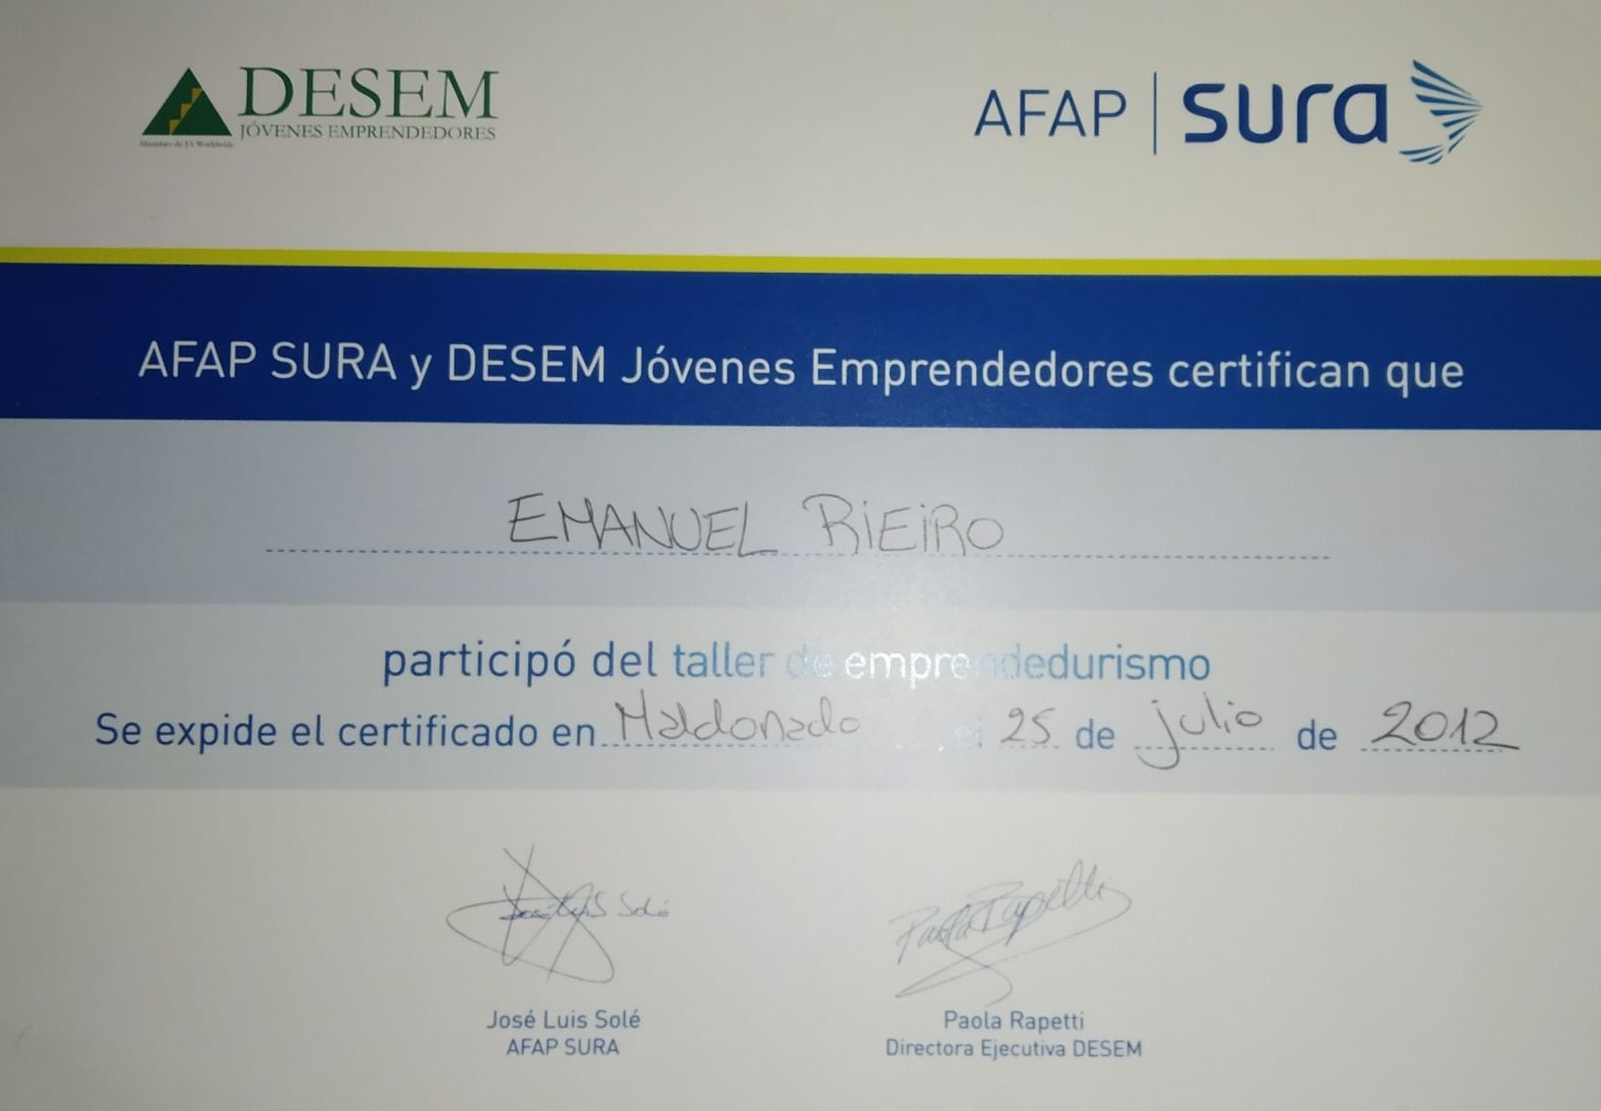 DESEM
JÓVENES EMPRENDEDORES
Miembro de JA Worldwide
AFAP | sura
AFAP SURA y DESEM Jóvenes Emprendedores certifican que
EMANUEL RIEIRO
participó del taller de emprendedurismo
Se expide el certificado en Maldonado el 25 de julio de 2012
José Luis Solé
Paola Rapetti
José Luis Solé
AFAP SURA
Paola Rapetti
Directora Ejecutiva DESEM